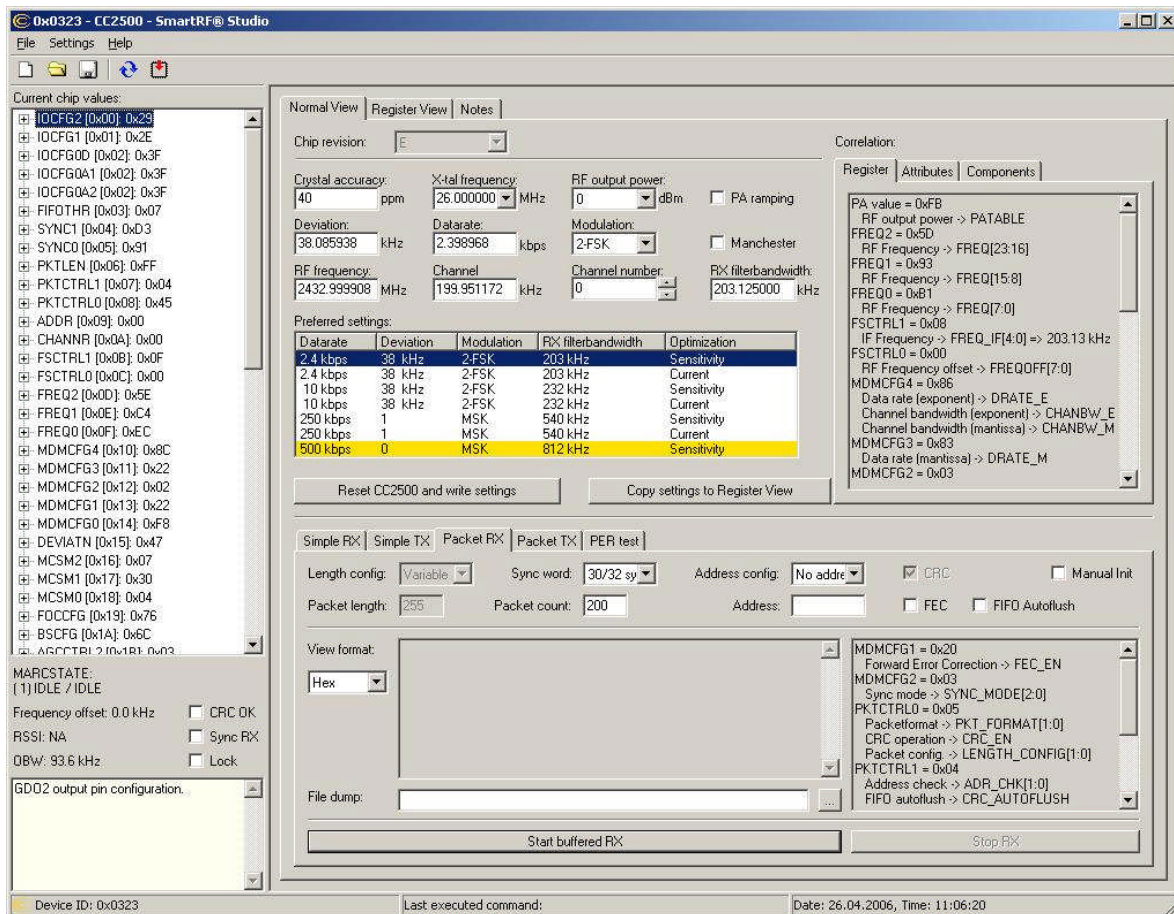 0x0323 - CC2500 - SmartRF® Studio
File Settings Help
Current chip values:
IOCFG2 [0x00]: 0x29
IOCFG1 [0x01]: 0x2E
IOCFG0D [0x02]: 0x3F
IOCFG0A1 [0x02]: 0x3F
IOCFG0A2 [0x02]: 0x3F
FIFOTHR [0x03]: 0x07
SYNC1 [0x04]: 0xD3
SYNC0 [0x05]: 0x91
PKTLEN [0x06]: 0xFF
PKTCTRL1 [0x07]: 0x04
PKTCTRL0 [0x08]: 0x45
ADDR [0x09]: 0x00
CHANNR [0x0A]: 0x00
FSCTRL1 [0x0B]: 0x0F
FSCTRL0 [0x0C]: 0x00
FREQ2 [0x0D]: 0x5E
FREQ1 [0x0E]: 0xC4
FREQ0 [0x0F]: 0xEC
MDMCFG4 [0x10]: 0x8C
MDMCFG3 [0x11]: 0x22
MDMCFG2 [0x12]: 0x02
MDMCFG1 [0x13]: 0x22
MDMCFG0 [0x14]: 0xF8
DEVIATN [0x15]: 0x47
MCSM2 [0x16]: 0x07
MCSM1 [0x17]: 0x30
MCSM0 [0x18]: 0x04
FOCCFG [0x19]: 0x76
BSCFG [0x1A]: 0x6C
AGCCTRL2 [0x1B]: 0x03
MARCSTATE:
(1) IDLE / IDLE
Frequency offset: 0.0 kHz CRC OK
RSSI: NA Sync RX
OBW: 93.6 kHz Lock
GDO2 output pin configuration.
Normal View Register View Notes
Chip revision: E
Crystal accuracy: X-tal frequency: RF output power:
40 ppm 26.000000 MHz 0 dBm PA ramping
Deviation: Datarate: Modulation:
38.085938 kHz 2.398968 kbps 2-FSK Manchester
RF frequency: Channel Channel number: RX filterbandwidth:
2432.999908 MHz 199.951172 kHz 0 203.125000 kHz
Preferred settings:
Datarate Deviation Modulation RX filterbandwidth Optimization
2.4 kbps 38 kHz 2-FSK 203 kHz Sensitivity
2.4 kbps 38 kHz 2-FSK 203 kHz Current
10 kbps 38 kHz 2-FSK 232 kHz Sensitivity
10 kbps 38 kHz 2-FSK 232 kHz Current
250 kbps 1 MSK 540 kHz Sensitivity
250 kbps 1 MSK 540 kHz Current
500 kbps 0 MSK 812 kHz Sensitivity
Reset CC2500 and write settings Copy settings to Register View
Correlation:
Register Attributes Components
PA value = 0xFB
RF output power -> PATABLE
FREQ2 = 0x5D
RF Frequency -> FREQ[23:16]
FREQ1 = 0x93
RF Frequency -> FREQ[15:8]
FREQ0 = 0xB1
RF Frequency -> FREQ[7:0]
FSCTRL1 = 0x08
IF Frequency -> FREQ_IF[4:0] => 203.13 kHz
FSCTRL0 = 0x00
RF Frequency offset -> FREQOFF[7:0]
MDMCFG4 = 0x86
Data rate (exponent) -> DRATE_E
Channel bandwidth (exponent) -> CHANBW_E
Channel bandwidth (mantissa) -> CHANBW_M
MDMCFG3 = 0x83
Data rate (mantissa) -> DRATE_M
MDMCFG2 = 0x03
Simple RX Simple TX Packet RX Packet TX PER test
Length config: Variable Sync word: 30/32 sy Address config: No addre CRC Manual Init
Packet length: 255 Packet count: 200 Address: FEC FIFO Autoflush
View format:
Hex
MDMCFG1 = 0x20
Forward Error Correction -> FEC_EN
MDMCFG2 = 0x03
Sync mode -> SYNC_MODE[2:0]
PKTCTRL0 = 0x05
Packetformat -> PKT_FORMAT[1:0]
CRC operation -> CRC_EN
Packet config. -> LENGTH_CONFIG[1:0]
PKTCTRL1 = 0x04
Address check -> ADR_CHK[1:0]
FIFO autoflush -> CRC_AUTOFLUSH
File dump: ...
Start buffered RX Stop RX
Device ID: 0x0323 Last executed command: Date: 26.04.2006, Time: 11:06:20